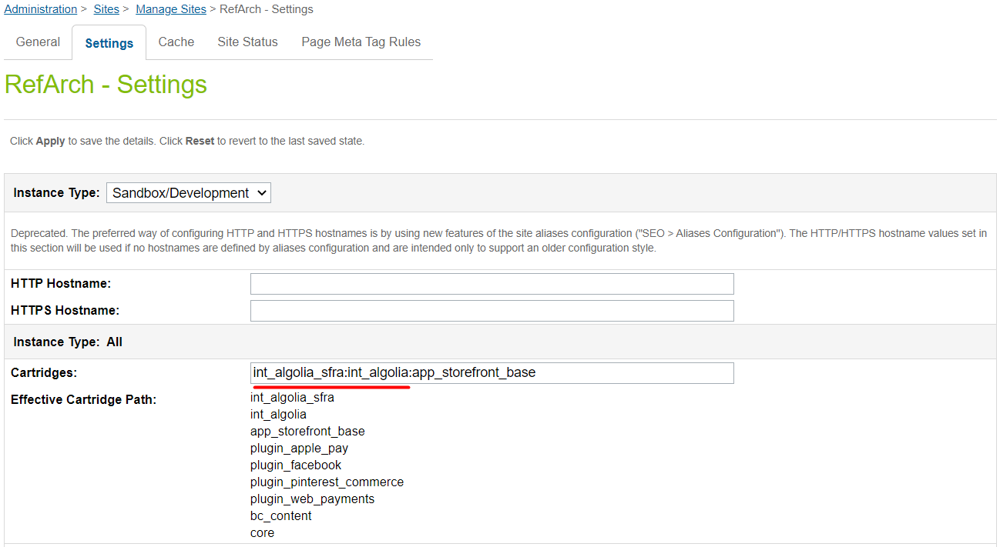 Administration > Sites > Manage Sites > RefArch - Settings
General Settings Cache Site Status Page Meta Tag Rules
RefArch - Settings
Click Apply to save the details. Click Reset to revert to the last saved state.
Instance Type: Sandbox/Development
Deprecated. The preferred way of configuring HTTP and HTTPS hostnames is by using new features of the site aliases configuration ("SEO > Aliases Configuration"). The HTTP/HTTPS hostname values set in
this section will be used if no hostnames are defined by aliases configuration and are intended only to support an older configuration style.
HTTP Hostname:
HTTPS Hostname:
Instance Type: All
Cartridges: int_algolia_sfra:int_algolia:app_storefront_base
Effective Cartridge Path: int_algolia_sfra
int_algolia
app_storefront_base
plugin_apple_pay
plugin_facebook
plugin_pinterest_commerce
plugin_web_payments
bc_content
core